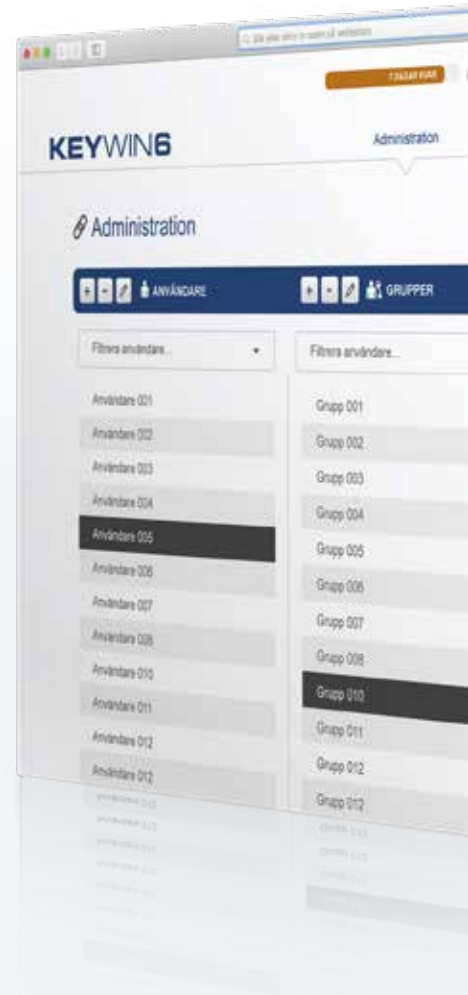 7 DAGAR KVAR
KEYWIN6
Administration
Administration
ANVÄNDARE
GRUPPER
Filtrera användare...
Filtrera användare...
Användare 001
Grupp 001
Användare 002
Grupp 002
Användare 003
Grupp 003
Användare 004
Grupp 004
Användare 005
Grupp 005
Användare 006
Grupp 006
Användare 007
Grupp 007
Användare 008
Grupp 008
Användare 010
Grupp 010
Användare 011
Grupp 011
Användare 012
Grupp 012
Användare 012
Grupp 012